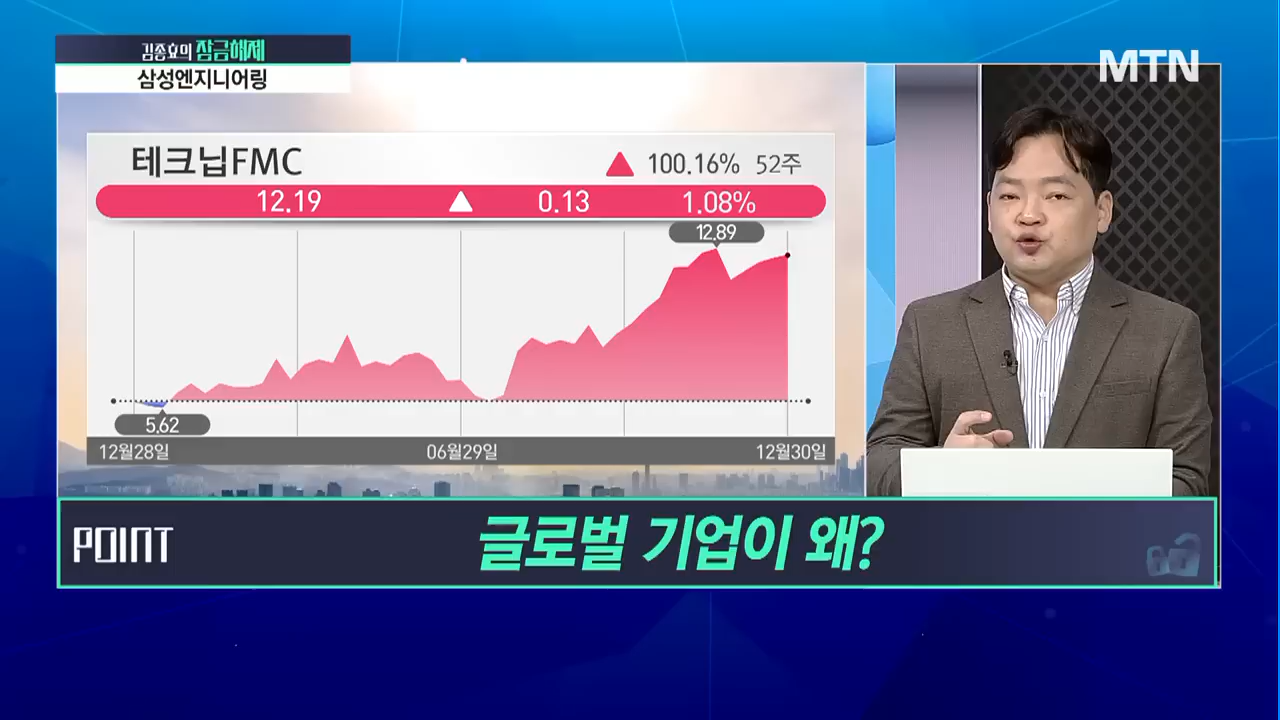 김종효의 잠금해제
삼성엔지니어링
MTN
테크닙FMC
▲ 100.16% 52주
12.19 ▲ 0.13 1.08%
12.89
5.62
12월28일 06월29일 12월30일
POINT 글로벌 기업이 왜?